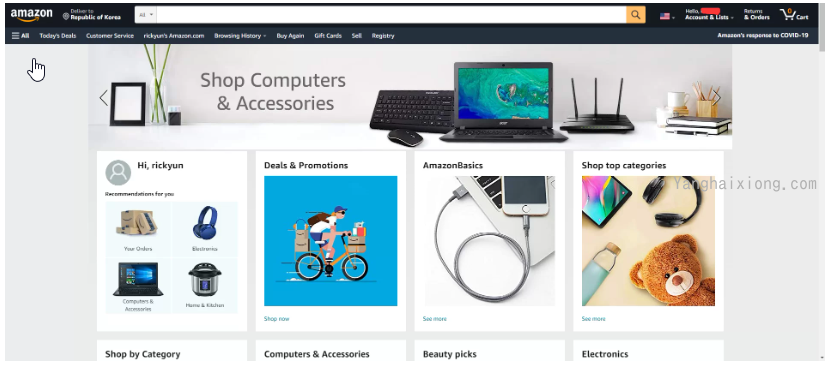 amazon
Deliver to
Republic of Korea
All
Hello,
Account & Lists
Returns
& Orders
0
Cart
All
Today's Deals
Customer Service
rickyun's Amazon.com
Browsing History
Buy Again
Gift Cards
Sell
Registry
Amazon's response to COVID-19
Shop Computers
& Accessories
Hi, rickyun
Recommendations for you
Your Orders
Electronics
Computers &
Accessories
Home & Kitchen
Deals & Promotions
Shop now
AmazonBasics
See more
Shop top categories
See more
Yanghaixiong.com
Shop by Category
Computers & Accessories
Beauty picks
Electronics